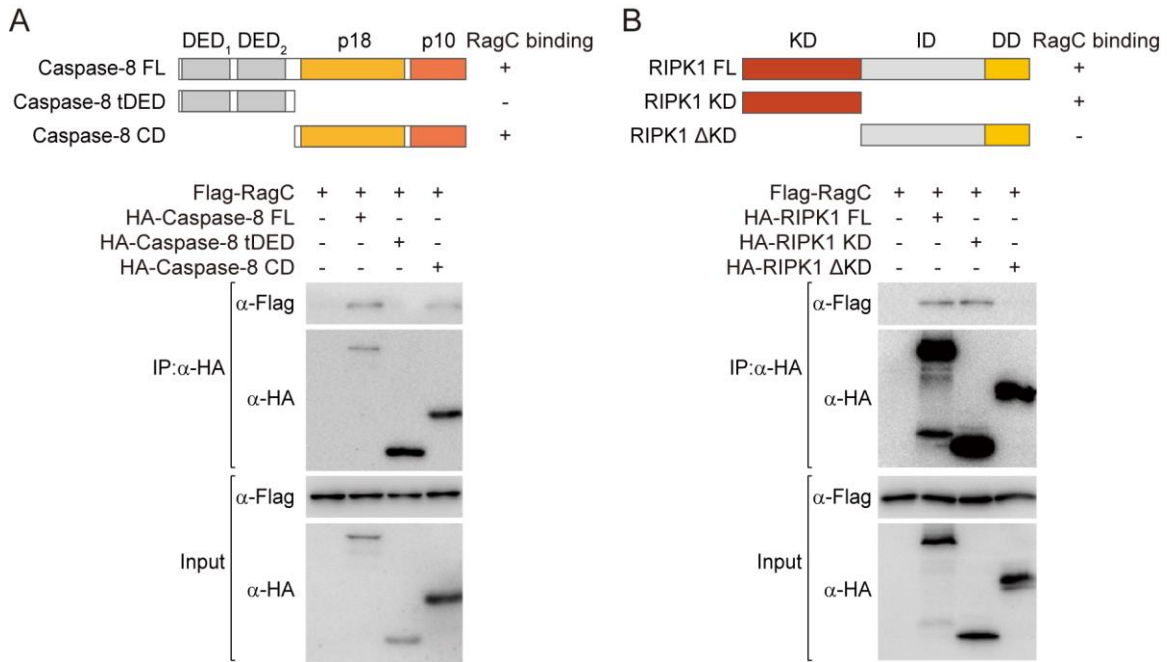 A
DED1 DED2 p18 p10 RagC binding
Caspase-8 FL +
Caspase-8 tDED -
Caspase-8 CD +
Flag-RagC + + + +
HA-Caspase-8 FL - + - -
HA-Caspase-8 tDED - - + -
HA-Caspase-8 CD - - - +
IP:α-HA
α-Flag
α-HA
Input
α-Flag
α-HA
B
KD ID DD RagC binding
RIPK1 FL +
RIPK1 KD +
RIPK1 ΔKD -
Flag-RagC + + + +
HA-RIPK1 FL - + - -
HA-RIPK1 KD - - + -
HA-RIPK1 ΔKD - - - +
IP:α-HA
α-Flag
α-HA
Input
α-Flag
α-HA